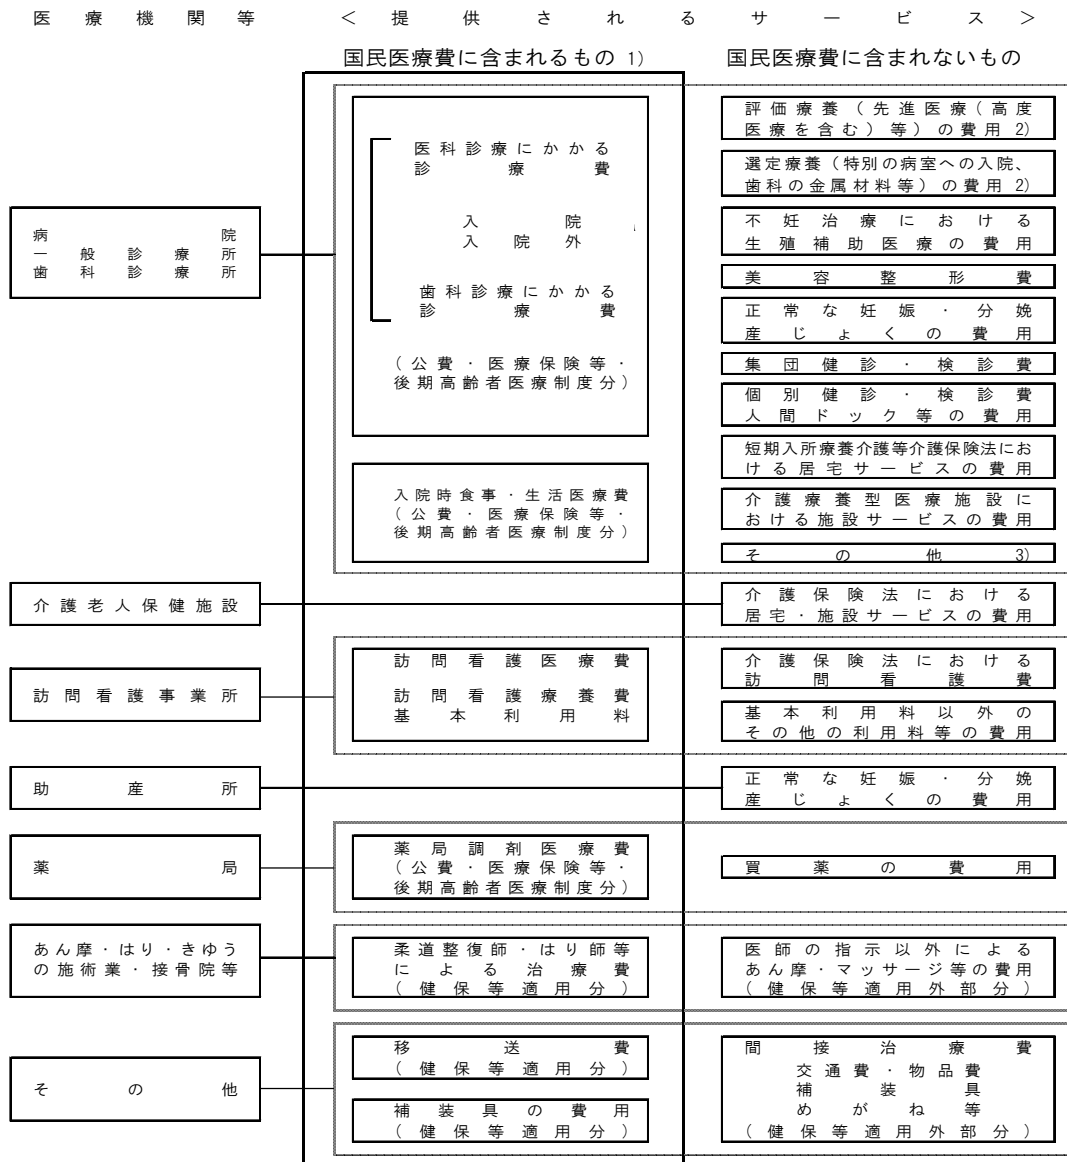 医療機関等 ＜提供されるサービス＞
国民医療費に含まれるもの 1) 国民医療費に含まれないもの
病院
一般診療所
歯科診療所
医科診療にかかる
診療費
入院
入院外
歯科診療にかかる
診療費
（公費・医療保険等・
後期高齢者医療制度分）
入院時食事・生活医療費
（公費・医療保険等・
後期高齢者医療制度分）
評価療養（先進医療（高度
医療を含む）等）の費用 2)
選定療養（特別の病室への入院、
歯科の金属材料等）の費用 2)
不妊治療における
生殖補助医療の費用
美容整形費
正常な妊娠・分娩
産じょくの費用
集団健診・検診費
個別健診・検診費
人間ドック等の費用
短期入所療養介護等介護保険法にお
ける居宅サービスの費用
介護療養型医療施設に
おける施設サービスの費用
その他 3)
介護老人保健施設
介護保険法における
居宅・施設サービスの費用
訪問看護事業所
訪問看護医療費
訪問看護療養費
基本利用料
介護保険法における
訪問看護費
基本利用料以外の
その他の利用料等の費用
助産所
正常な妊娠・分娩
産じょくの費用
薬局
薬局調剤医療費
（公費・医療保険等・
後期高齢者医療制度分）
買薬の費用
あん摩・はり・きゆう
の施術業・接骨院等
柔道整復師・はり師等
による治療費
（健保等適用分）
医師の指示以外による
あん摩・マッサージ等の費用
（健保等適用外部分）
その他
移送費
（健保等適用分）
補装具の費用
（健保等適用分）
間接治療費
交通費・物品費
補装具
めがね等
（健保等適用外部分）